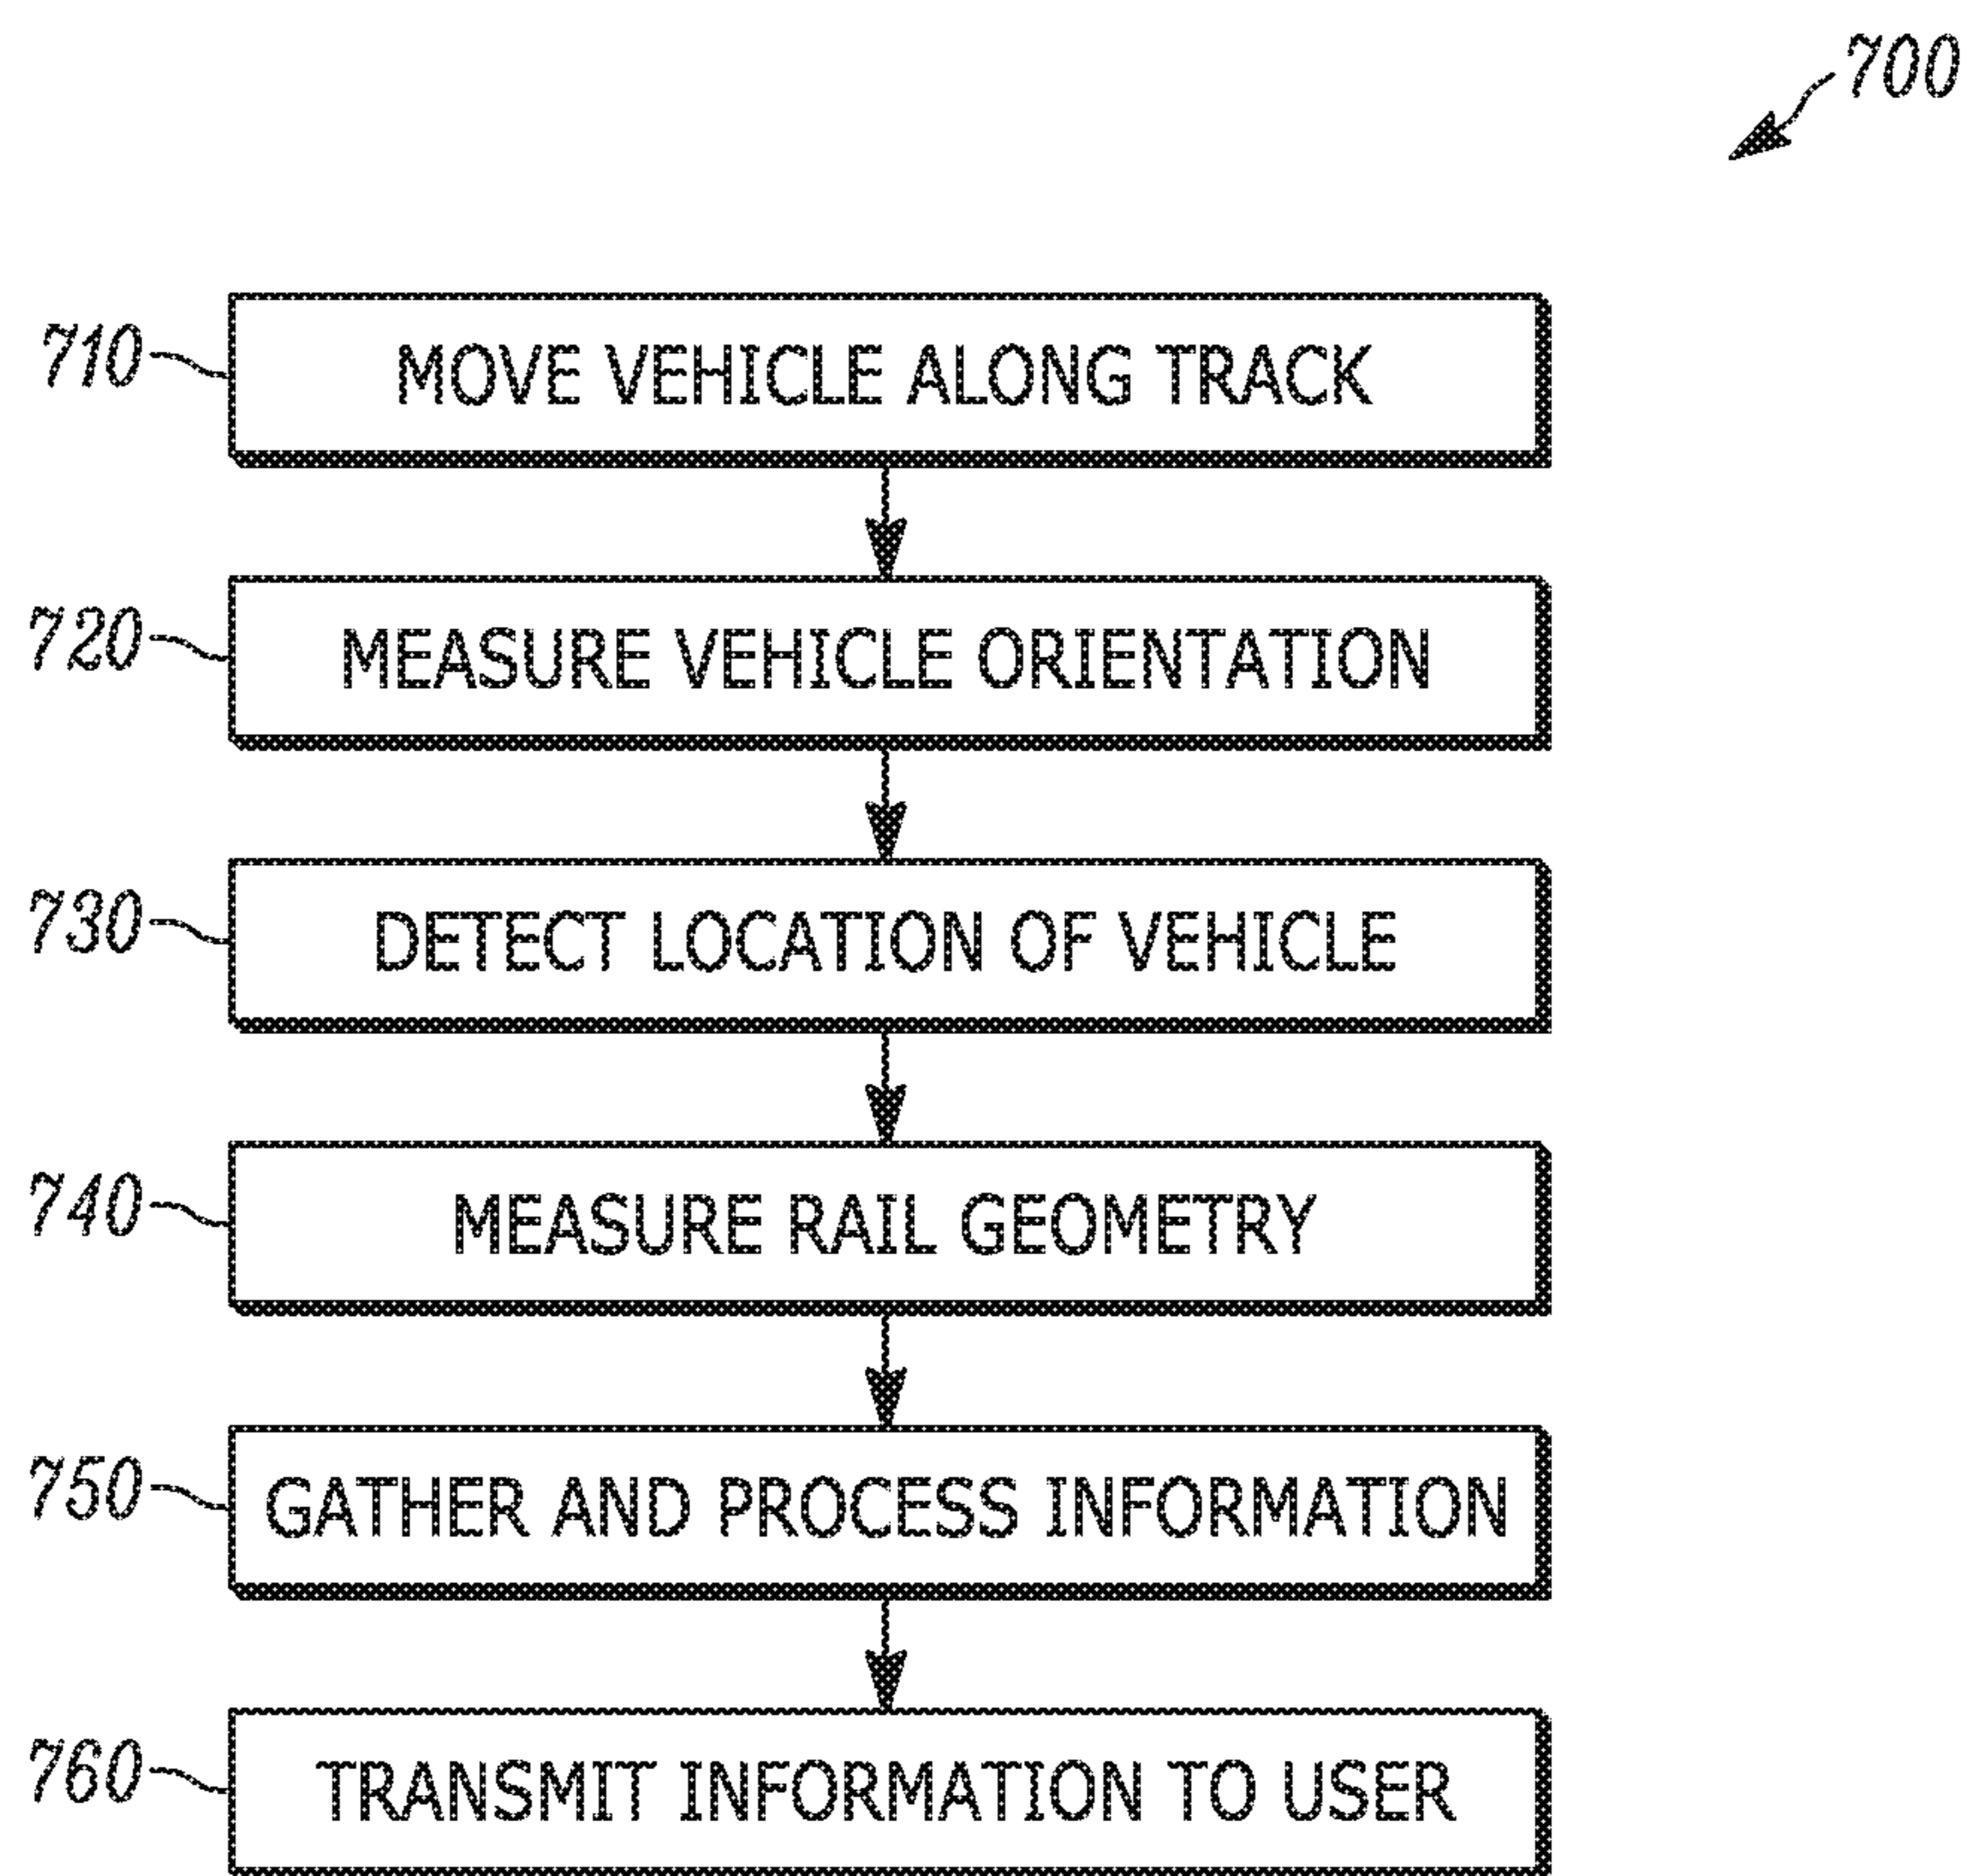 700
710 MOVE VEHICLE ALONG TRACK
720 MEASURE VEHICLE ORIENTATION
730 DETECT LOCATION OF VEHICLE
740 MEASURE RAIL GEOMETRY
750 GATHER AND PROCESS INFORMATION
760 TRANSMIT INFORMATION TO USER